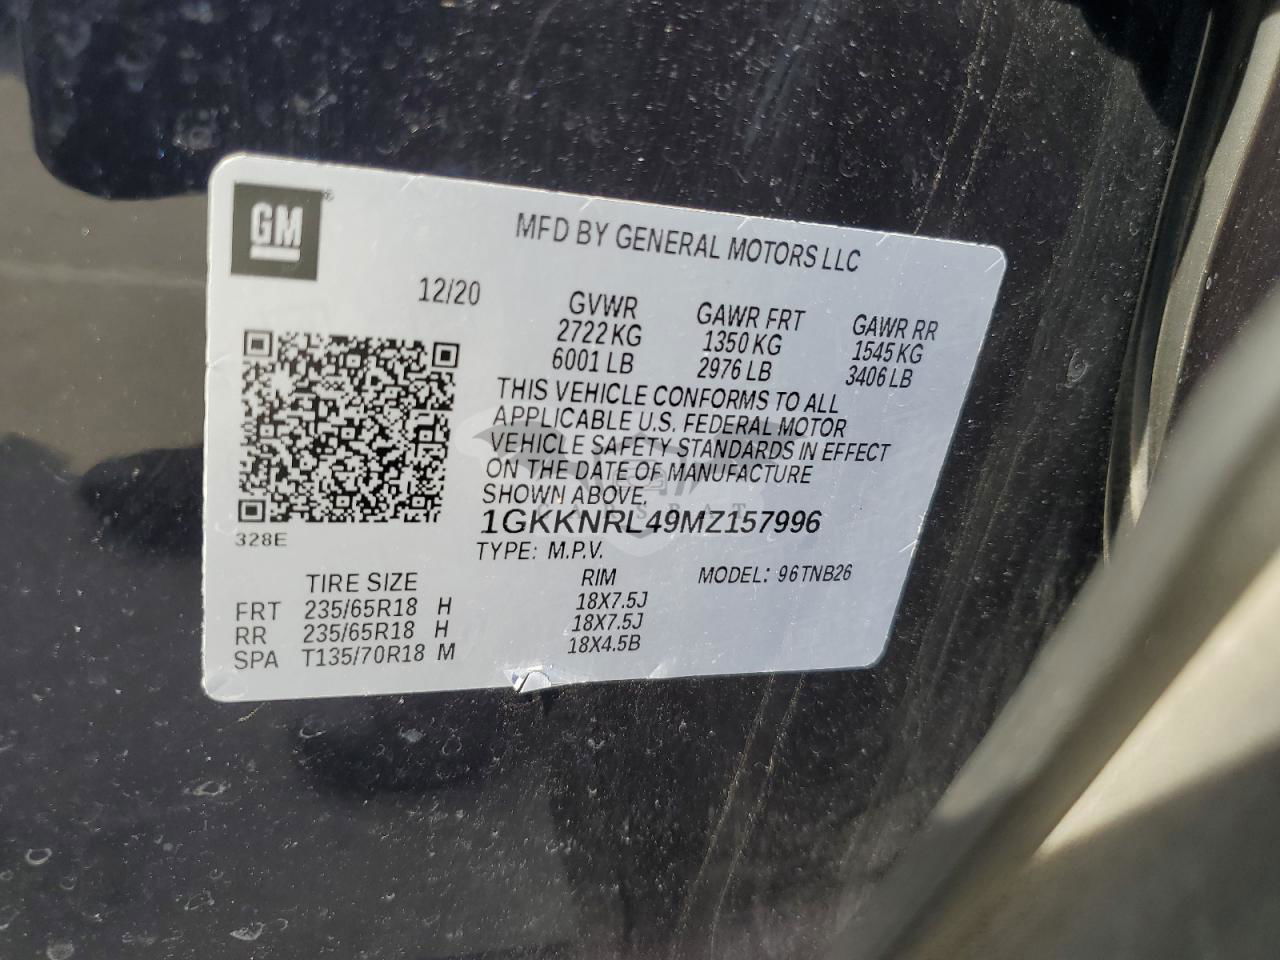 GM ®
MFD BY GENERAL MOTORS LLC
12/20
GVWR GAWR FRT GAWR RR
2722 KG 1350 KG 1545 KG
6001 LB 2976 LB 3406 LB
THIS VEHICLE CONFORMS TO ALL
APPLICABLE U.S. FEDERAL MOTOR
VEHICLE SAFETY STANDARDS IN EFFECT
ON THE DATE OF MANUFACTURE
SHOWN ABOVE.
1GKKNRL49MZ157996
328E
TYPE: M.P.V.
MODEL: 96TNB26
TIRE SIZE RIM
FRT 235/65R18 H 18X7.5J
RR 235/65R18 H 18X7.5J
SPA T135/70R18 M 18X4.5B